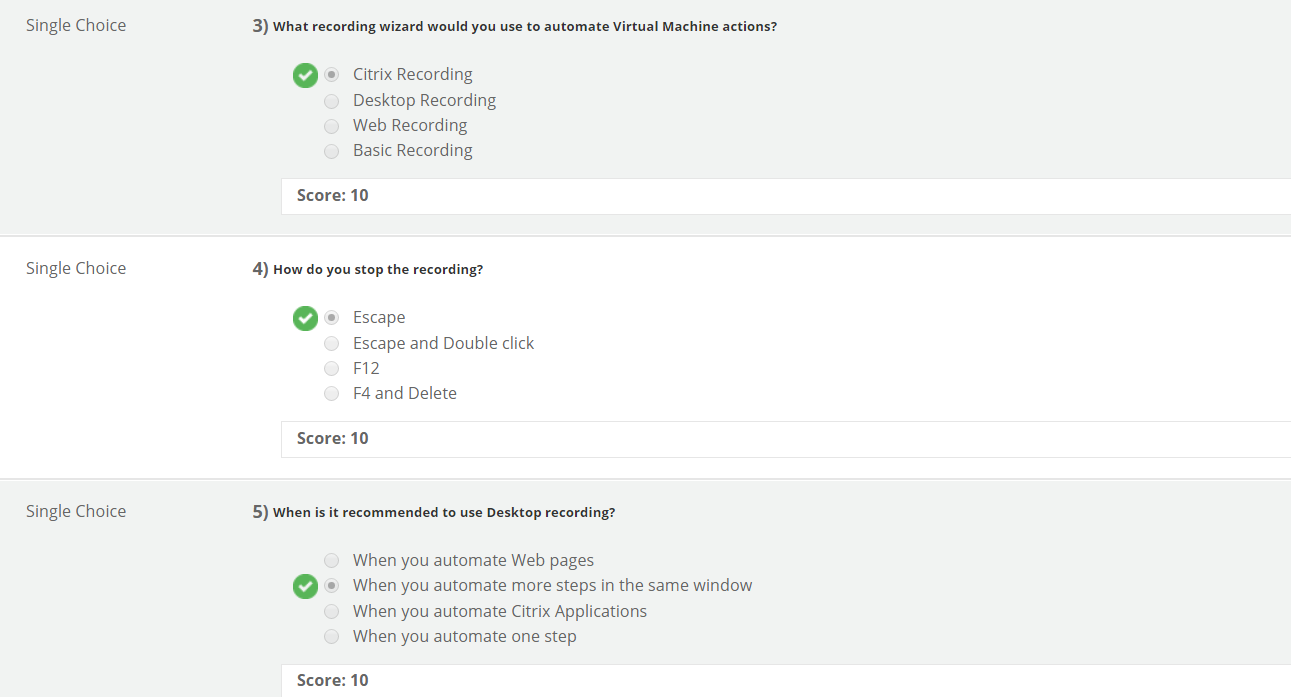 Single Choice
3) What recording wizard would you use to automate Virtual Machine actions?
Citrix Recording
Desktop Recording
Web Recording
Basic Recording
Score: 10
Single Choice
4) How do you stop the recording?
Escape
Escape and Double click
F12
F4 and Delete
Score: 10
Single Choice
5) When is it recommended to use Desktop recording?
When you automate Web pages
When you automate more steps in the same window
When you automate Citrix Applications
When you automate one step
Score: 10